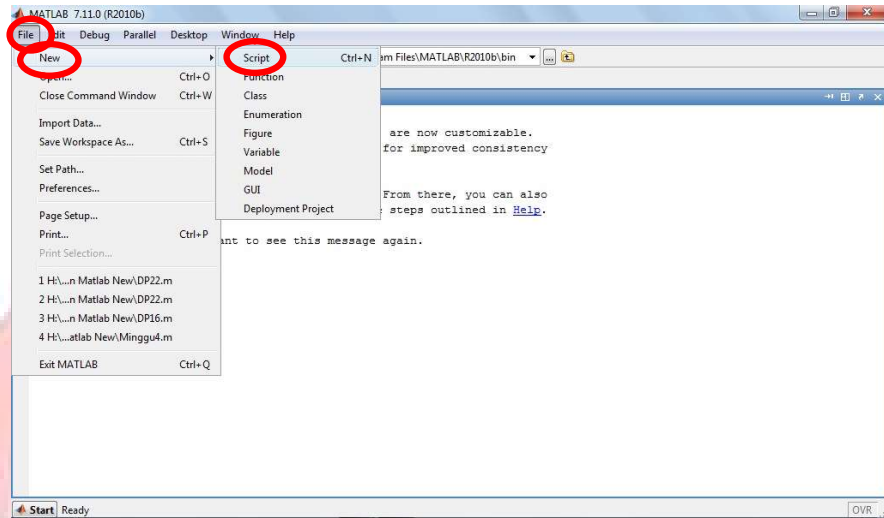 MATLAB 7.11.0 (R2010b)
File Edit Debug Parallel Desktop Window Help
New
Script Ctrl+N
am Files\MATLAB\R2010b\bin
Open... Ctrl+O
Function
Close Command Window Ctrl+W
Class
Enumeration
Import Data...
Figure
are now customizable.
Save Workspace As... Ctrl+S
Variable
for improved consistency
Set Path...
Model
Preferences...
GUI
From there, you can also
Page Setup...
Deployment Project
steps outlined in Help.
Print... Ctrl+P
ant to see this message again.
Print Selection...
1 H:\...n Matlab New\DP22.m
2 H:\...n Matlab New\DP22.m
3 H:\...n Matlab New\DP16.m
4 H:\...atlab New\Minggu4.m
Exit MATLAB Ctrl+Q
Start Ready
OVR